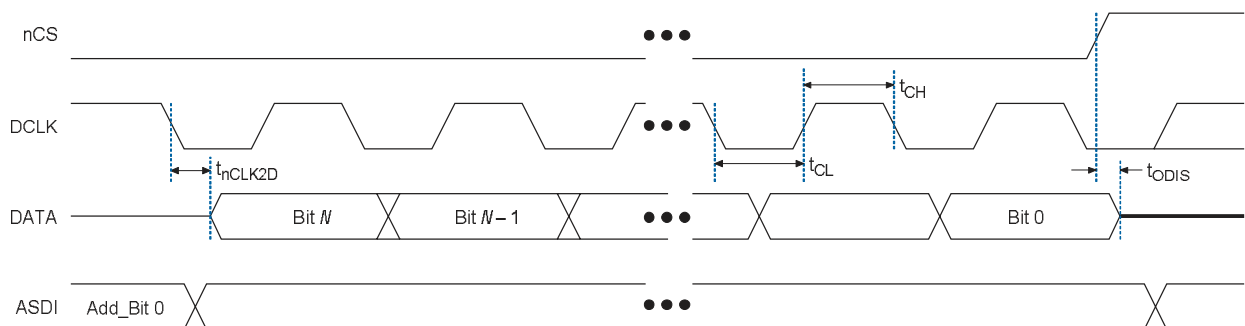 nCS
tCH
DCLK
tnCLK2D
tCL
tODIS
DATA
Bit N
Bit N – 1
Bit 0
ASDI
Add_Bit 0